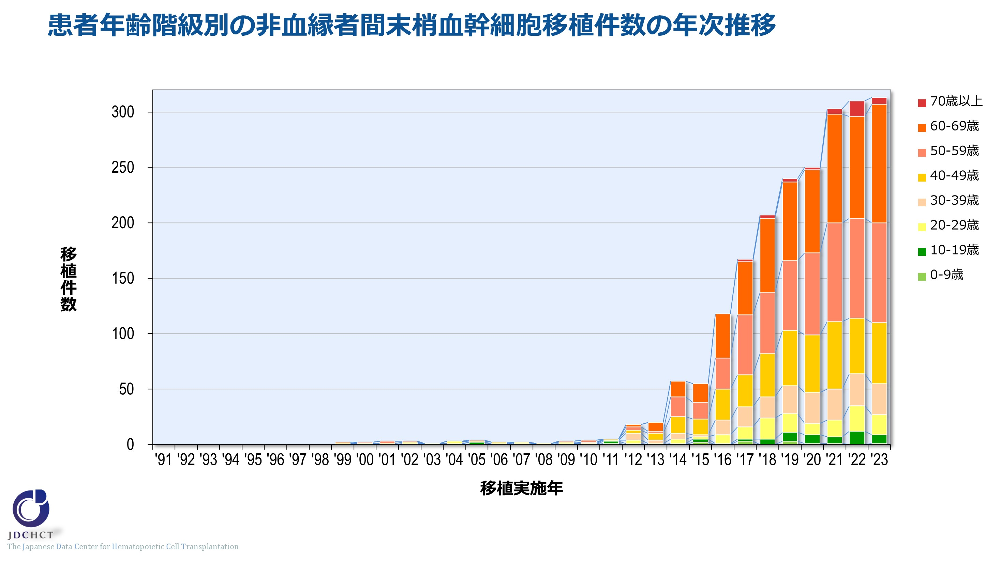 患者年齢階級別の非血縁者間末梢血幹細胞移植件数の年次推移
移植件数
300
250
200
150
100
50
0
'91 '92 '93 '94 '95 '96 '97 '98 '99 '00 '01 '02 '03 '04 '05 '06 '07 '08 '09 '10 '11 '12 '13 '14 '15 '16 '17 '18 '19 '20 '21 '22 '23
移植実施年
70歳以上
60-69歳
50-59歳
40-49歳
30-39歳
20-29歳
10-19歳
0-9歳
JDCHCT
The Japanese Data Center for Hematopoietic Cell Transplantation